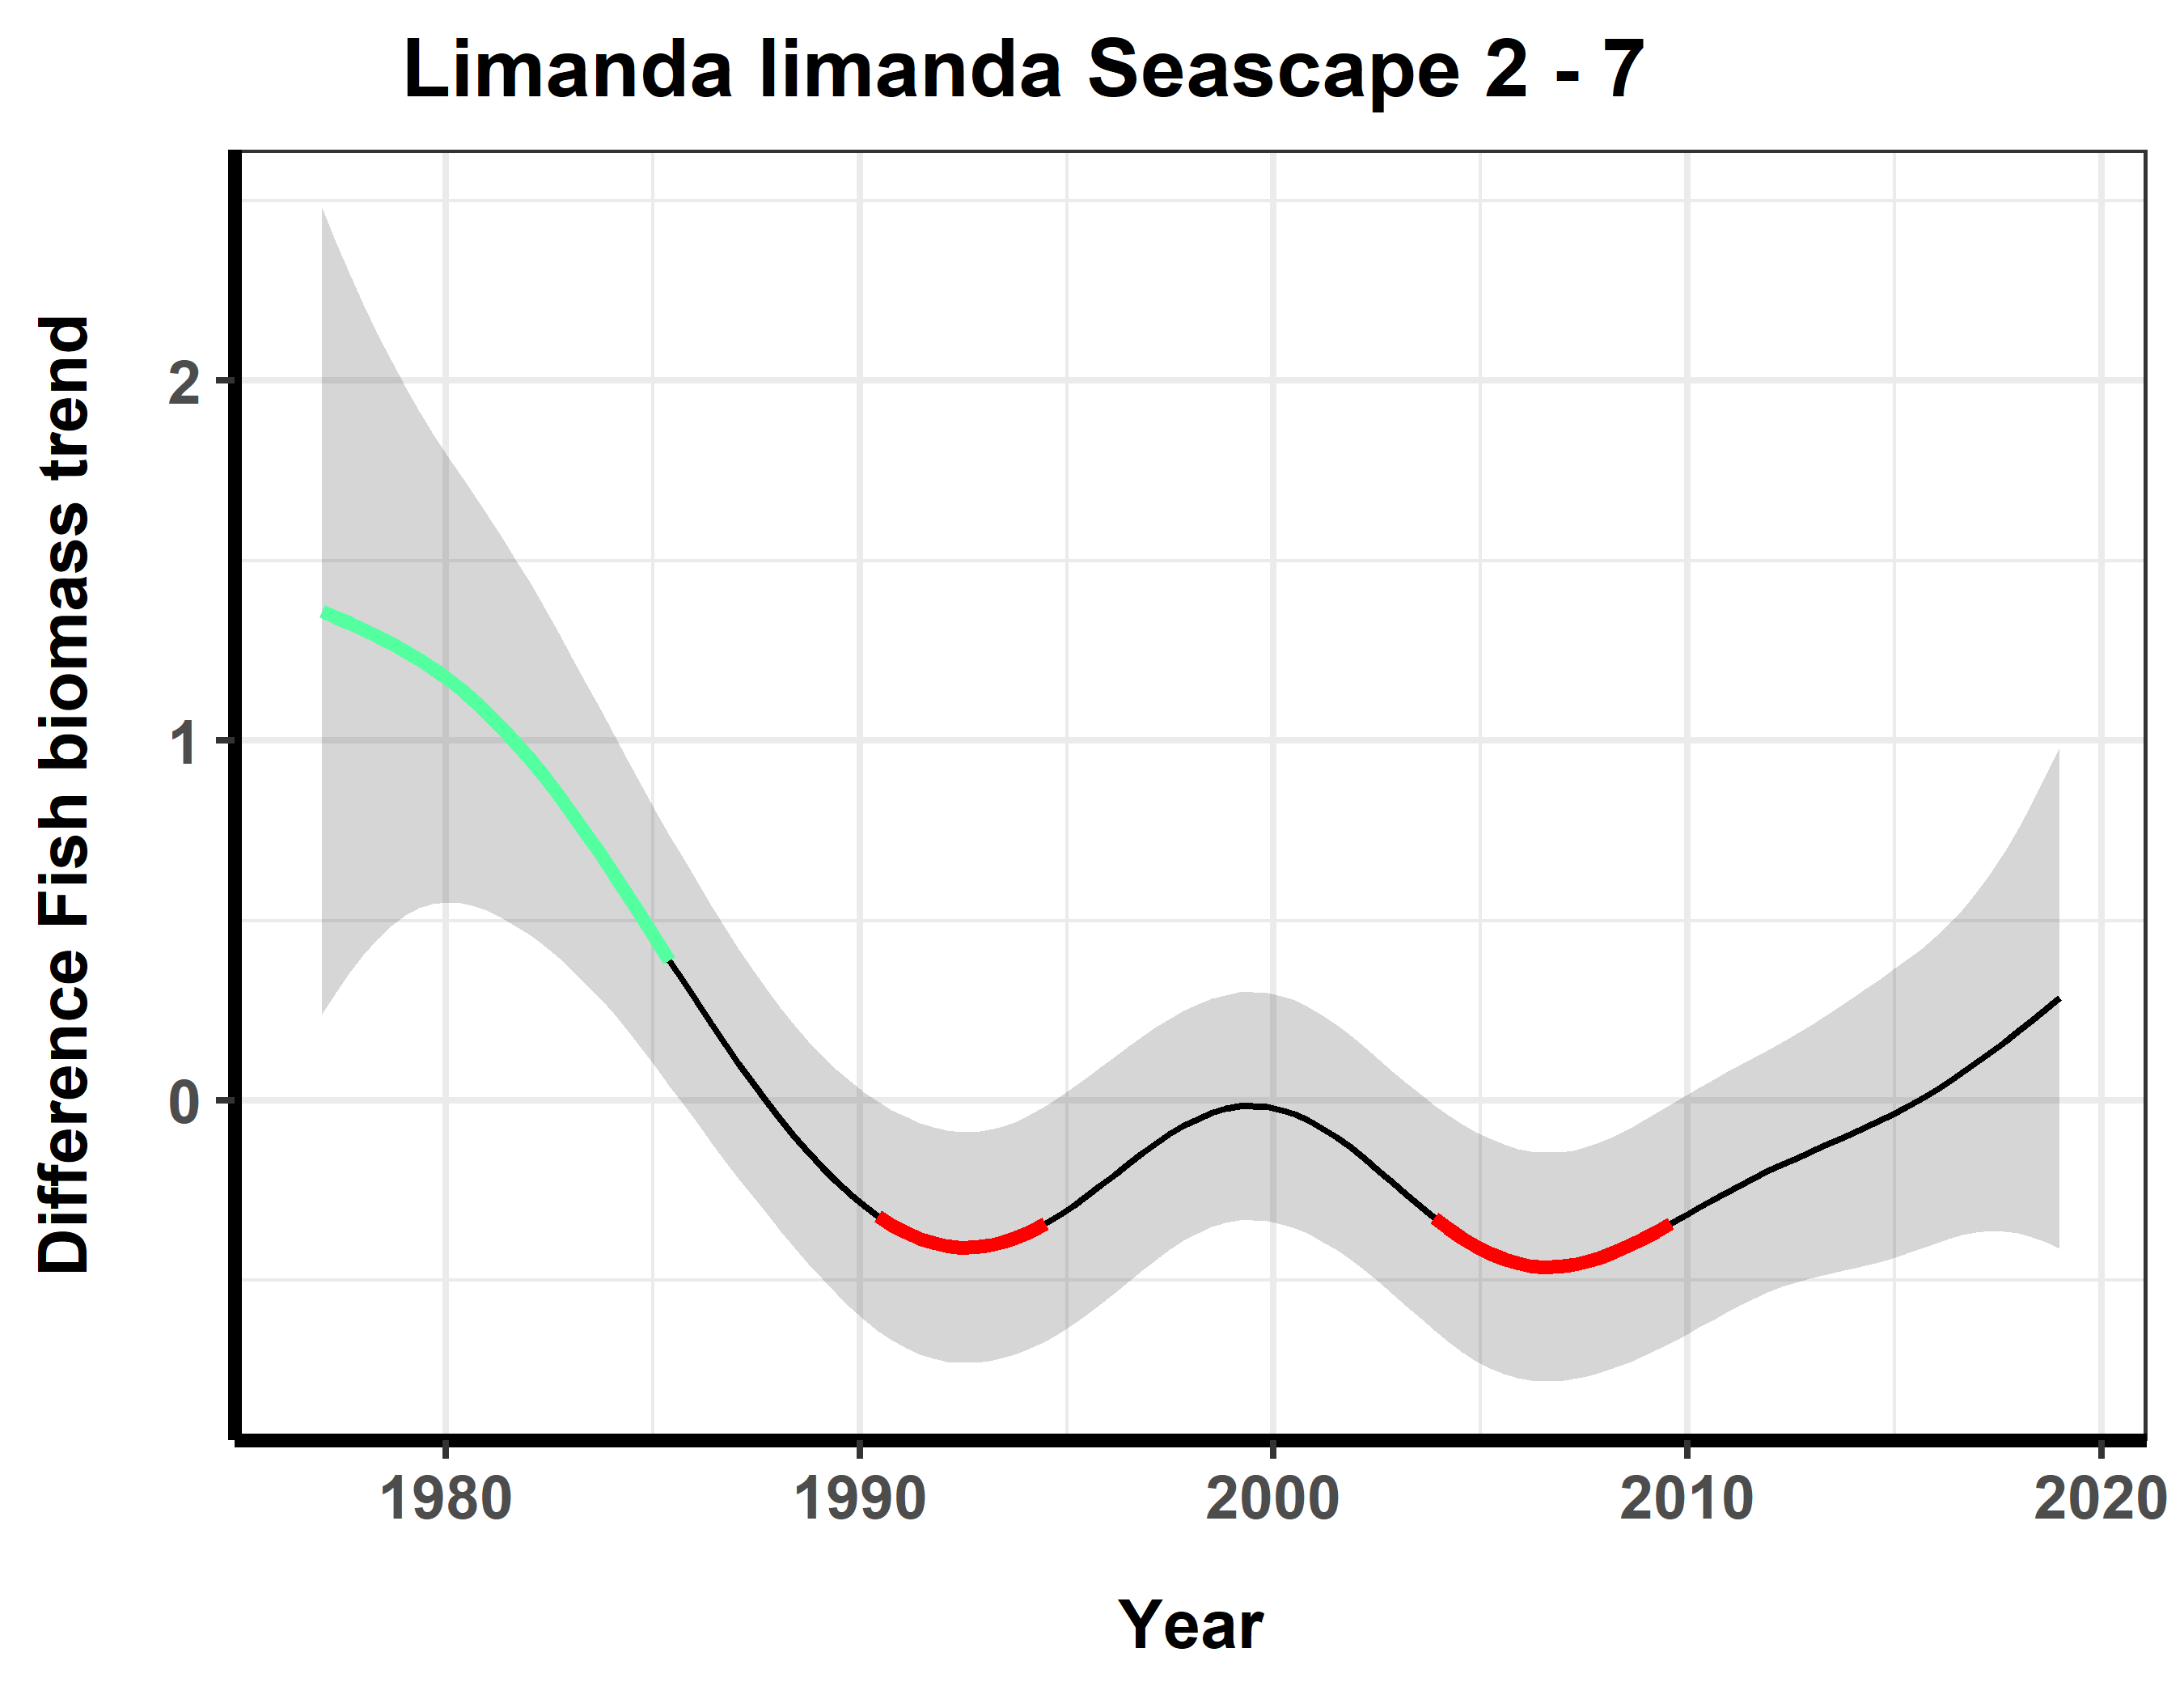 Limanda limanda Seascape 2 - 7
Difference Fish biomass trend
2
1
0
1980 1990 2000 2010 2020
Year